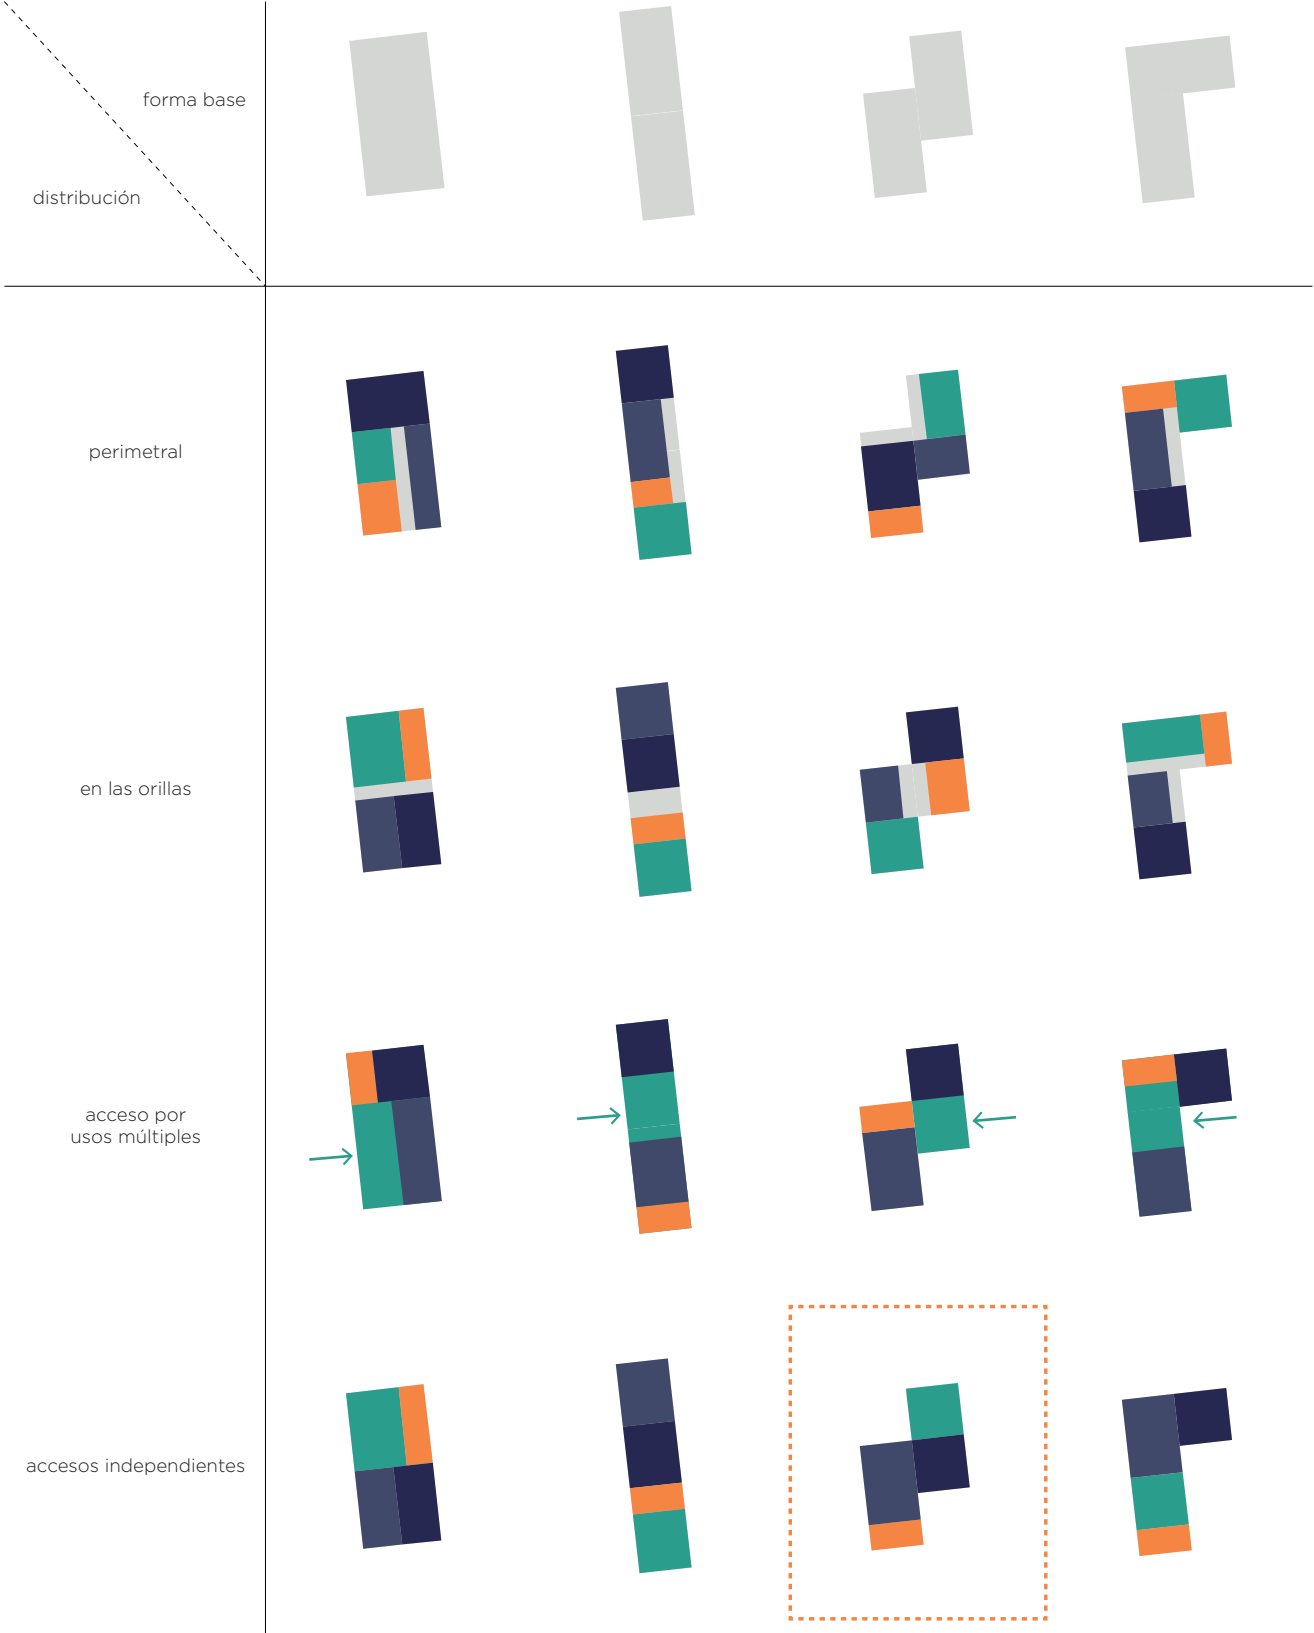 forma base
distribución
perimetral
en las orillas
acceso por
usos múltiples
accesos independientes